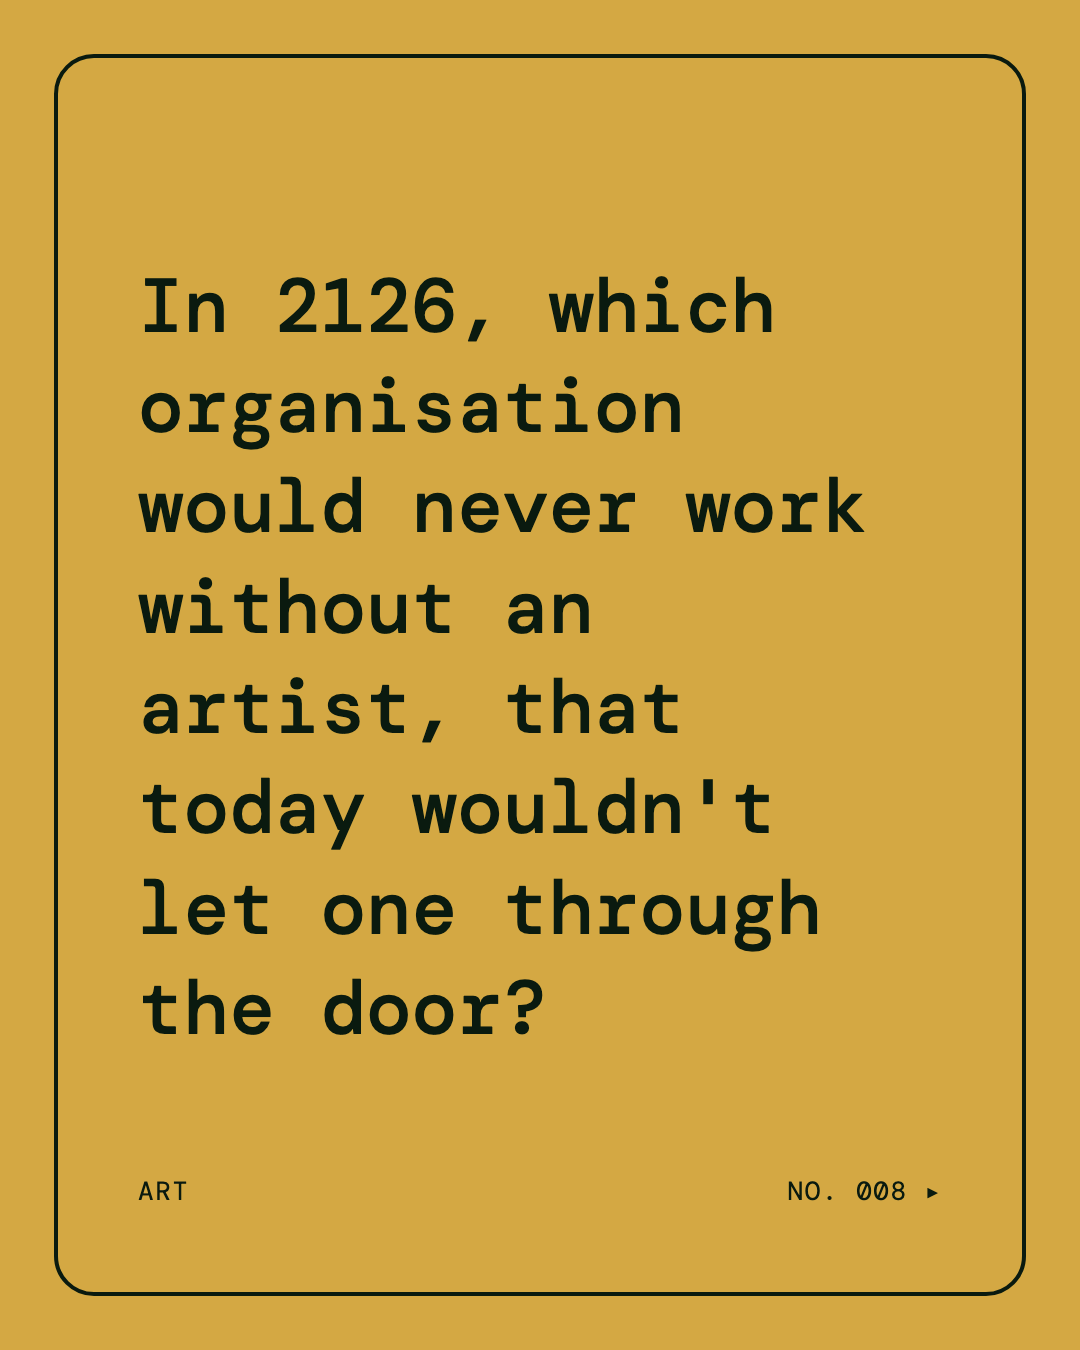 In 2126, which
organisation
would never work
without an
artist, that
today wouldn't
let one through
the door?
ART
NO. 008 ▸